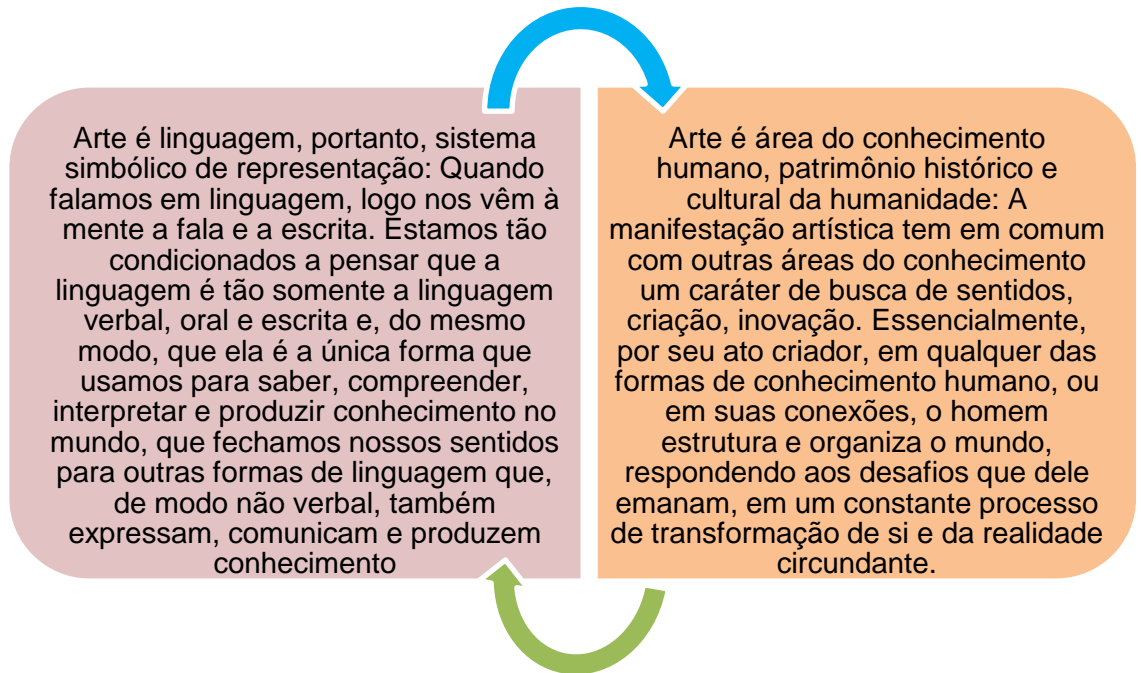 Arte é linguagem, portanto, sistema
simbólico de representação: Quando
falamos em linguagem, logo nos vêm à
mente a fala e a escrita. Estamos tão
condicionados a pensar que a
linguagem é tão somente a linguagem
verbal, oral e escrita e, do mesmo
modo, que ela é a única forma que
usamos para saber, compreender,
interpretar e produzir conhecimento no
mundo, que fechamos nossos sentidos
para outras formas de linguagem que,
de modo não verbal, também
expressam, comunicam e produzem
conhecimento
Arte é área do conhecimento
humano, patrimônio histórico e
cultural da humanidade: A
manifestação artística tem em comum
com outras áreas do conhecimento
um caráter de busca de sentidos,
criação, inovação. Essencialmente,
por seu ato criador, em qualquer das
formas de conhecimento humano, ou
em suas conexões, o homem
estrutura e organiza o mundo,
respondendo aos desafios que dele
emanam, em um constante processo
de transformação de si e da realidade
circundante.